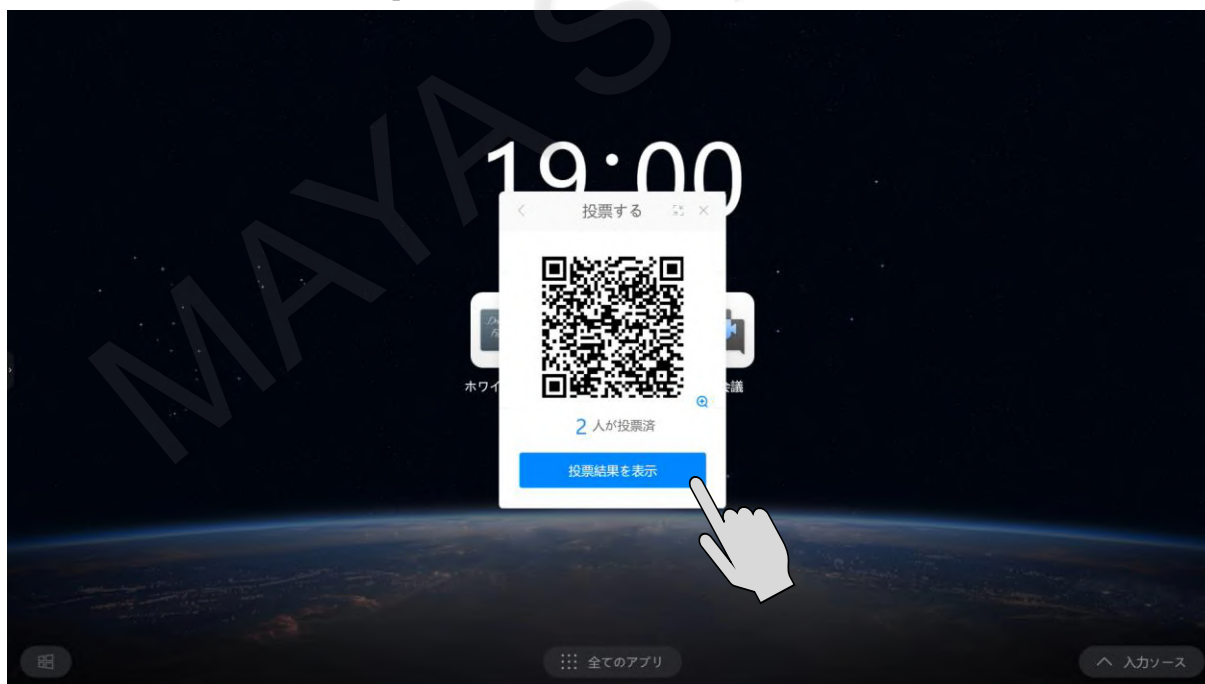 19:00
投票する
ホワイ
会議
2 人が投票済
投票結果を表示
全てのアプリ
入力ソース
MAYA S